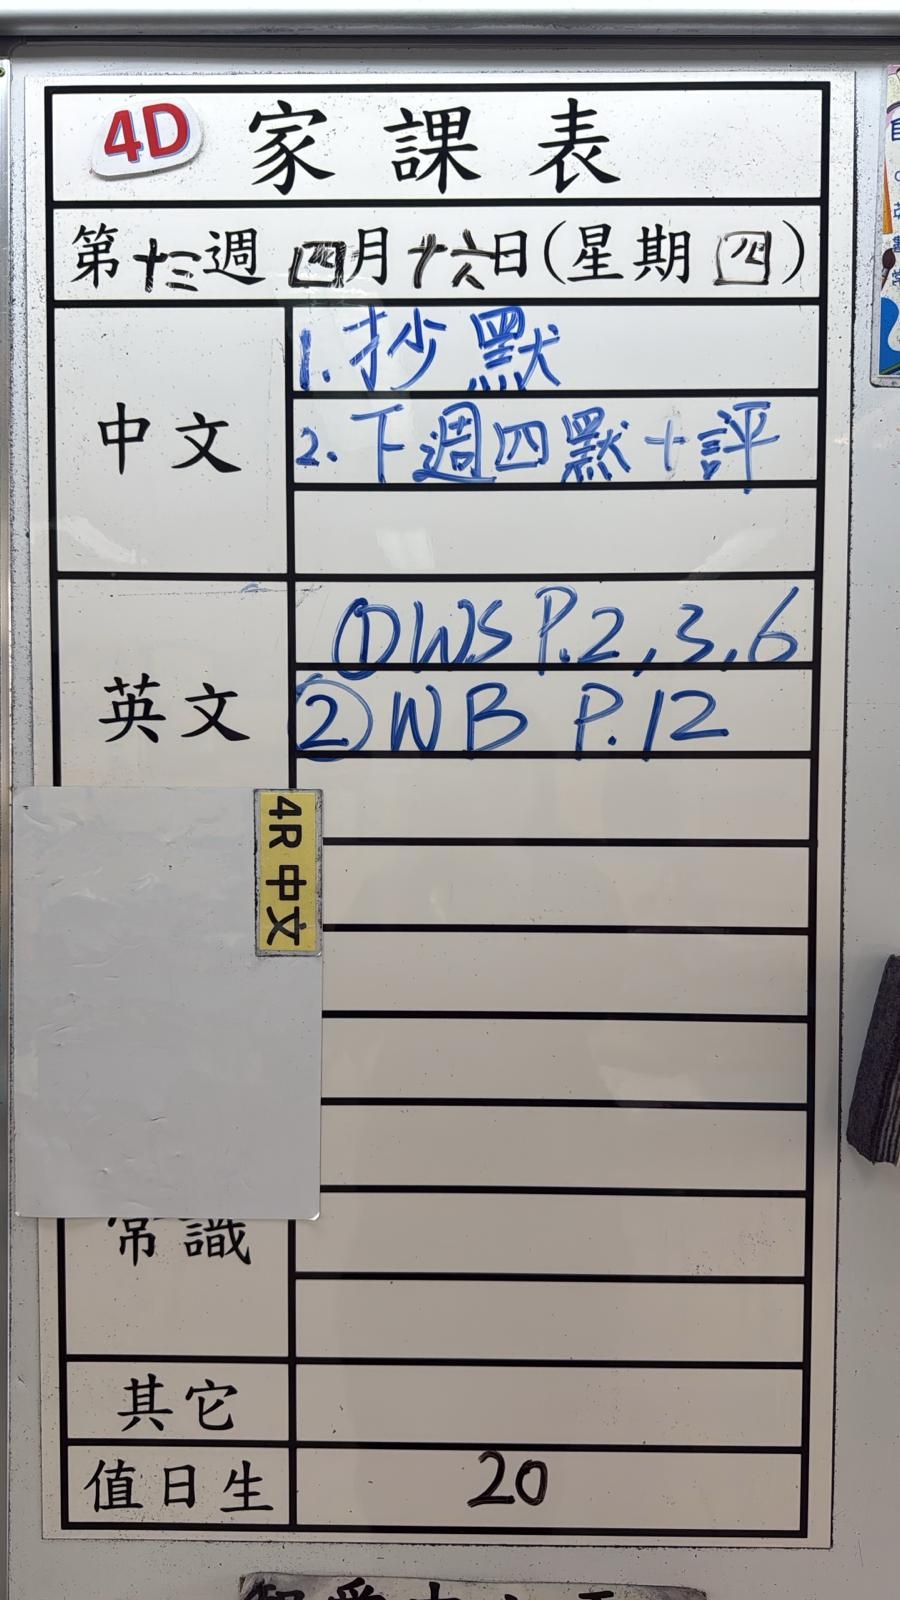 4D 家課表
第十三週 四月十六日(星期四)
中文
1. 抄默
2. 下週四默+評
英文
①WS P.2,3,6
②WB P.12
4R 中文
常識
其它
值日生 20